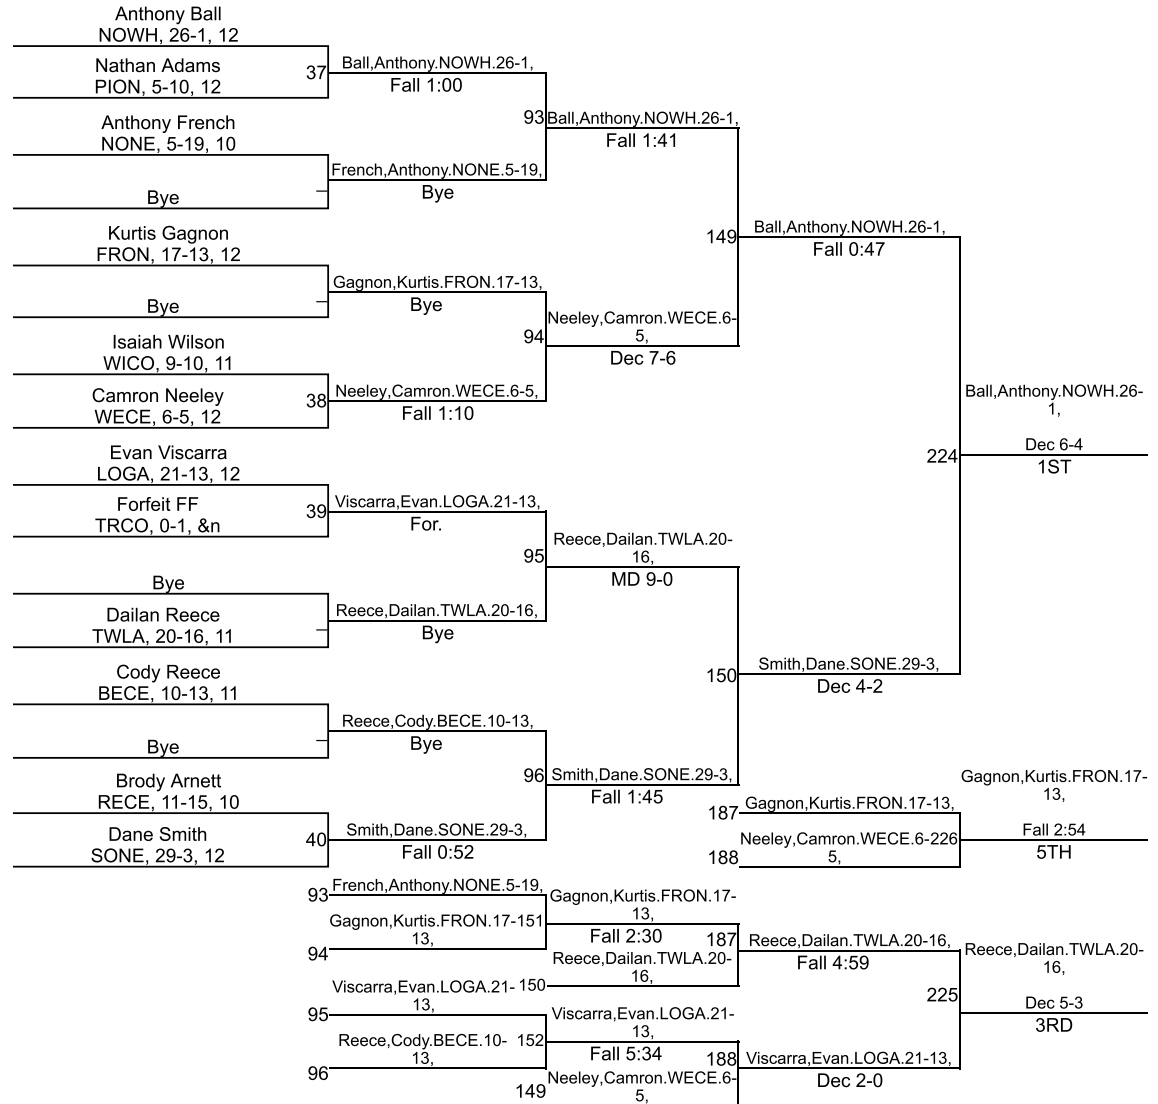 Anthony Ball
NOWH, 26-1, 12
Nathan Adams
PION, 5-10, 12
37
Ball,Anthony.NOWH.26-1,
Fall 1:00
Anthony French
NONE, 5-19, 10
Bye
French,Anthony.NONE.5-19,
Bye
93
Ball,Anthony.NOWH.26-1,
Fall 1:41
Kurtis Gagnon
FRON, 17-13, 12
Bye
Gagnon,Kurtis.FRON.17-13,
Bye
Isaiah Wilson
WICO, 9-10, 11
Camron Neeley
WECE, 6-5, 12
38
Neeley,Camron.WECE.6-5,
Fall 1:10
94
Neeley,Camron.WECE.6-
5,
Dec 7-6
149
Ball,Anthony.NOWH.26-1,
Fall 0:47
Evan Viscarra
LOGA, 21-13, 12
Forfeit FF
TRCO, 0-1, &n
39
Viscarra,Evan.LOGA.21-13,
For.
Bye
Dailan Reece
TWLA, 20-16, 11
Reece,Dailan.TWLA.20-16,
Bye
95
Reece,Dailan.TWLA.20-
16,
MD 9-0
Cody Reece
BECE, 10-13, 11
Bye
Reece,Cody.BECE.10-13,
Bye
Brody Arnett
RECE, 11-15, 10
Dane Smith
SONE, 29-3, 12
40
Smith,Dane.SONE.29-3,
Fall 0:52
96
Smith,Dane.SONE.29-3,
Fall 1:45
150
Smith,Dane.SONE.29-3,
Dec 4-2
224
Ball,Anthony.NOWH.26-
1,
Dec 6-4
1ST
187
Gagnon,Kurtis.FRON.17-13,
188
Neeley,Camron.WECE.6-
5,
226
Gagnon,Kurtis.FRON.17-
13,
Fall 2:54
5TH
93
French,Anthony.NONE.5-19,
94
Gagnon,Kurtis.FRON.17-
13,
151
Gagnon,Kurtis.FRON.17-
13,
Fall 2:30
150
Reece,Dailan.TWLA.20-
16,
187
Reece,Dailan.TWLA.20-16,
Fall 4:59
95
Viscarra,Evan.LOGA.21-
13,
96
Reece,Cody.BECE.10-
13,
152
Viscarra,Evan.LOGA.21-
13,
Fall 5:34
149
Neeley,Camron.WECE.6-
5,
188
Viscarra,Evan.LOGA.21-13,
Dec 2-0
225
Reece,Dailan.TWLA.20-
16,
Dec 5-3
3RD